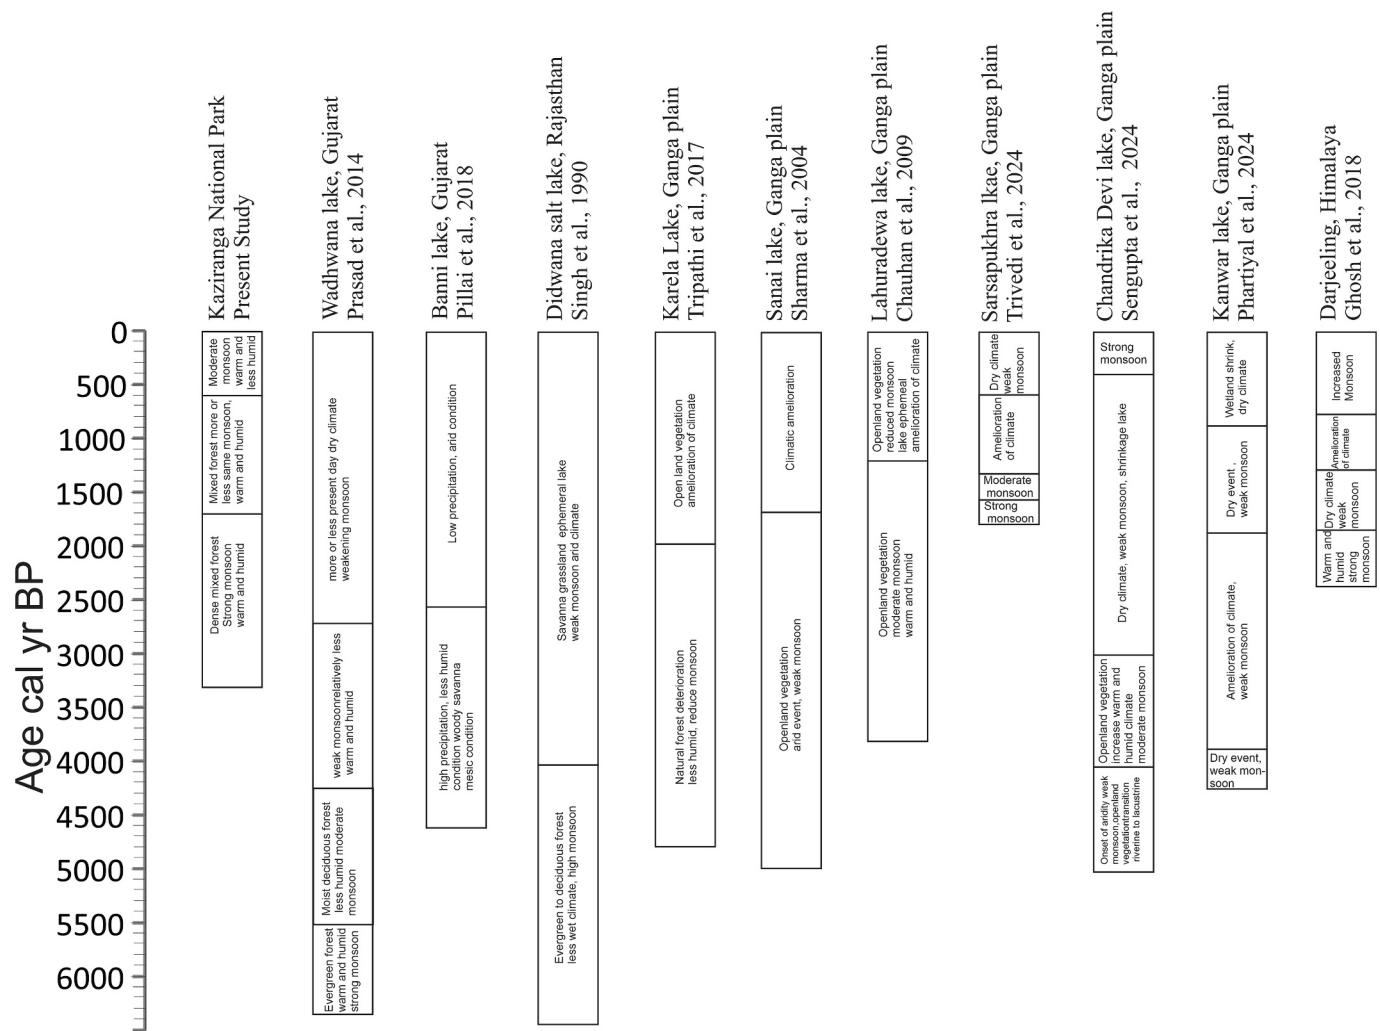 Kaziranga National Park
Present Study
Wadhwana lake, Gujarat
Prasad et al., 2014
Banni lake, Gujarat
Pillai et al., 2018
Didwana salt lake, Rajasthan
Singh et al., 1990
Karela Lake, Ganga plain
Tripathi et al., 2017
Sanai lake, Ganga plain
Sharma et al., 2004
Lahuradewa lake, Ganga plain
Chauhan et al., 2009
Sarsapukhra lkae, Ganga plain
Trivedi et al., 2024
Chandrika Devi lake, Ganga plain
Sengupta et al., 2024
Kanwar lake, Ganga plain
Phartiyal et al., 2024
Darjeeling, Himalaya
Ghosh et al., 2018
Age cal yr BP
0
500
1000
1500
2000
2500
3000
3500
4000
4500
5000
5500
6000
Moderate
monsoon
warm and
less humid
Mixed forest more or
less same monsoon,
warm and humid
Dense mixed forest
Strong monsoon
warm and humid
more or less present day dry climate
weakening monsoon
weak monsoonrelatively less
warm and humid
Moist deciduous forest
less humid moderate
monsoon
Evergreen forest
warm and humid
strong monsoon
Low precipitation, arid condition
high precipitation, less humid
condition woody savanna
mesic condition
Savanna grassland ephemeral lake
weak monsoon arid climate
Evergreen to deciduous forest
less wet climate, high monsoon
Open land vegetation
amelioration of climate
Natural forest deterioration
less humid, reduce monsoon
Climatic amelioration
Openland vegetation
arid event, weak monsoon
Openland vegetation
reduced monsoon
lake ephemeal
amelioration of climate
Openland vegetation
moderate monsoon
warm and humid
Dry climate
weak
monsoon
Amelioration
of climate
Moderate
monsoon
Strong
monsoon
Strong
monsoon
Dry climate, weak monsoon, shrinkage lake
Openland vegetation
increase warm and
humid climate
moderate monsoon
Onset of aridity weak
monsoon,openland
vegetationtransition
riverine to lacustrine
Wetland shrink,
dry climate
Dry event ,
weak monsoon
Amelioration of climate,
weak monsoon
Dry event,
weak mon-
soon
Increased
Monsoon
Amelioration
of climate
Dry climate
weak
monsoon
Warm and
humid
strong
monsoon